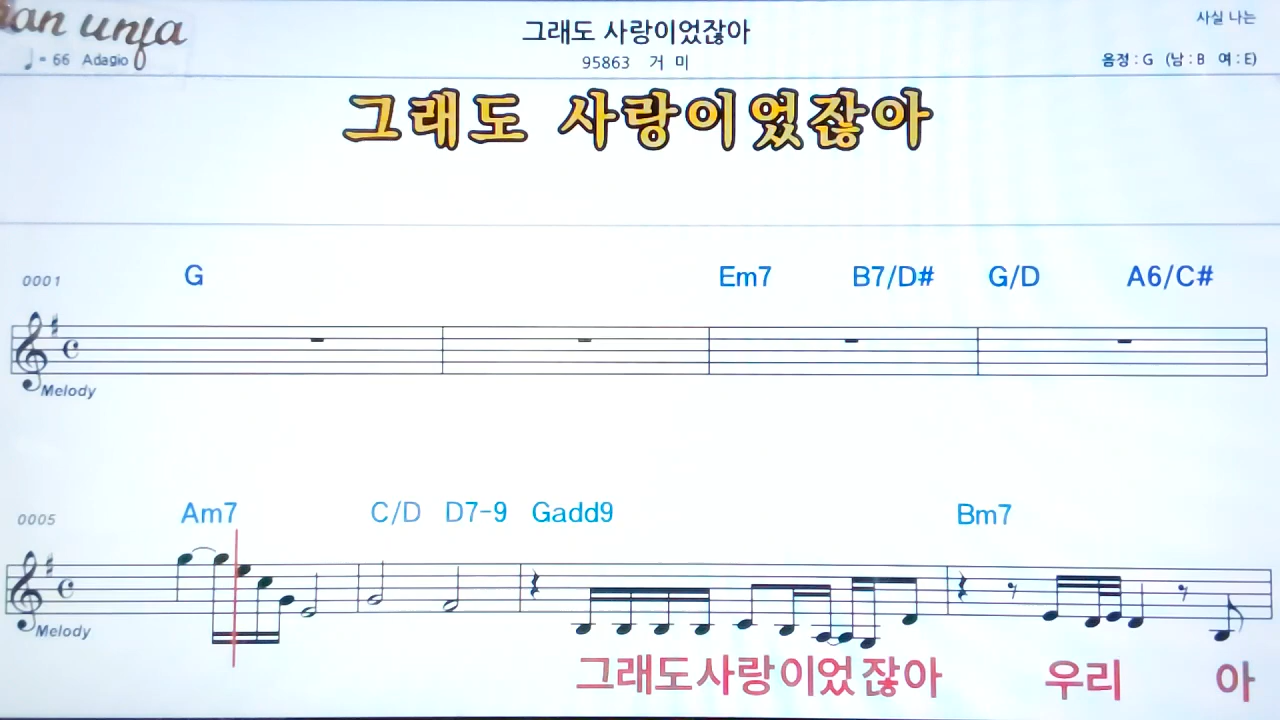 그래도 사랑이었잖아
사실 나는
= 66 Adagio
95863 거 미
음정 : G (남 : B 여 : E)
그래도 사랑이었잖아
0001 G Em7 B7/D# G/D A6/C#
Melody
0005 Am7 C/D D7-9 Gadd9 Bm7
Melody
그래도사랑이었잖아 우리 아